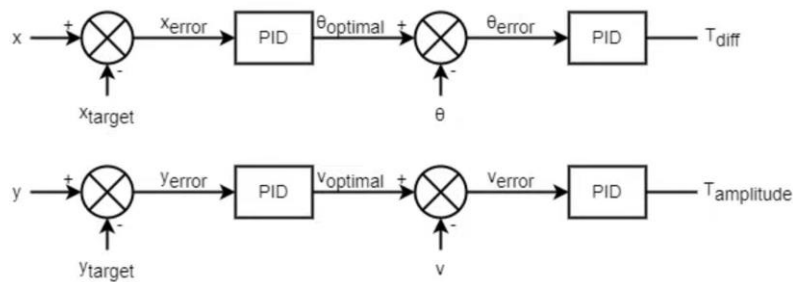 x + - x_error PID θ_optimal + - θ_error PID T_diff
x_target θ
y + - y_error PID v_optimal + - v_error PID T_amplitude
y_target v